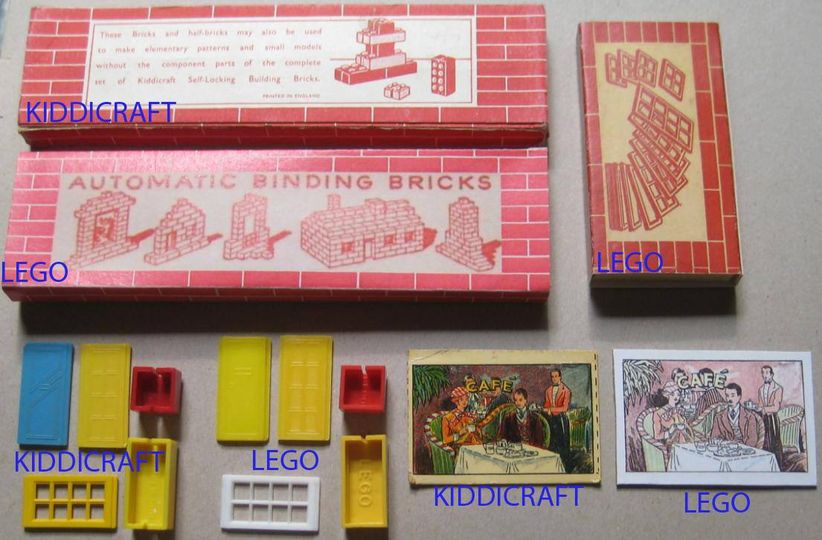 These Bricks and half-bricks may also be used
to make elementary patterns and small models
without the component parts of the complete
set of Kiddicraft Self-Locking Building Bricks.
PRINTED IN ENGLAND
KIDDICRAFT
AUTOMATIC BINDING BRICKS
LEGO
LEGO
CAFE
CAFE
LEGO
KIDDICRAFT
LEGO
KIDDICRAFT
LEGO